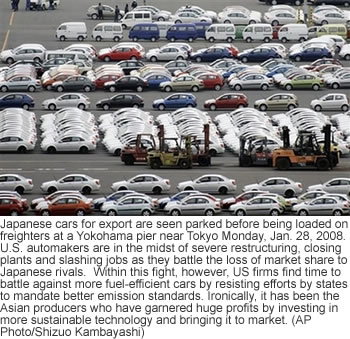 Japanese cars for export are seen parked before being loaded on
freighters at a Yokohama pier near Tokyo Monday, Jan. 28, 2008.
U.S. automakers are in the midst of severe restructuring, closing
plants and slashing jobs as they battle the loss of market share to
Japanese rivals.  Within this fight, however, US firms find time to
battle against more fuel-efficient cars by resisting efforts by states
to mandate better emission standards. Ironically, it has been the
Asian producers who have garnered huge profits by investing in
more sustainable technology and bringing it to market. (AP
Photo/Shizuo Kambayashi)